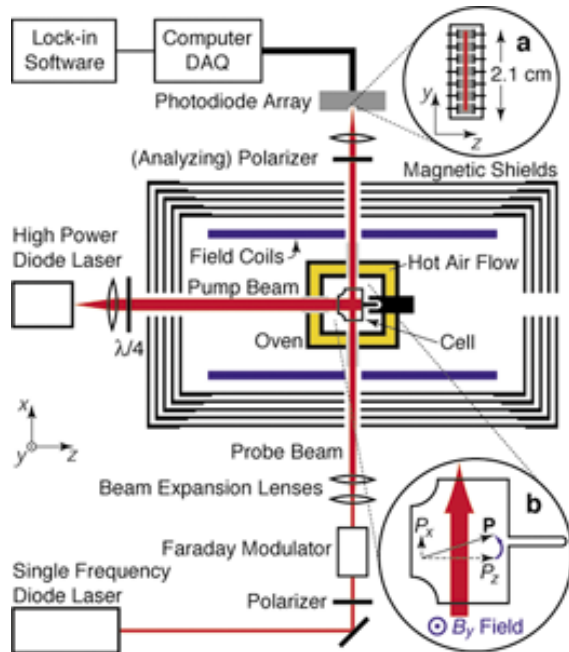 Lock-in
Software
Computer
DAQ
a
2.1 cm
y
z
Photodiode Array
(Analyzing) Polarizer
Magnetic Shields
High Power
Diode Laser
Field Coils
Hot Air Flow
Pump Beam
λ/4
Oven
Cell
x
y
z
Probe Beam
Beam Expansion Lenses
b
Faraday Modulator
Px
P
Pz
Single Frequency
Diode Laser
Polarizer
By Field